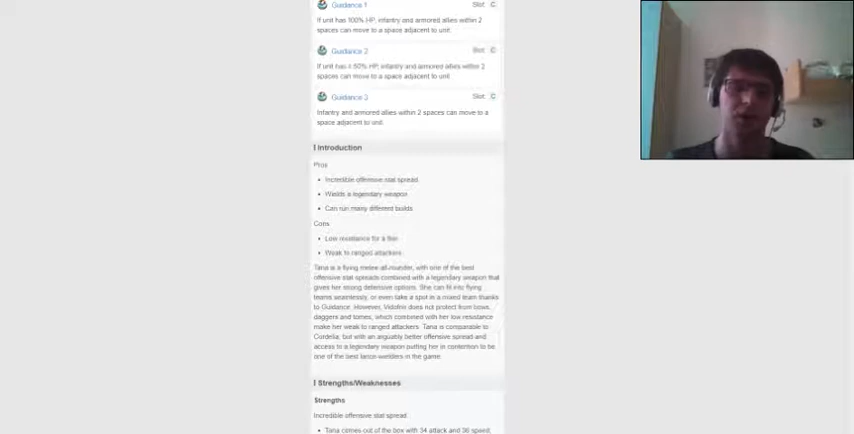 Guidance 1
Slot: C
If unit has 100% HP, infantry and armored allies within 2
spaces can move to a space adjacent to unit.
Guidance 2
Slot: C
If unit has ≥ 50% HP, infantry and armored allies within 2
spaces can move to a space adjacent to unit.
Guidance 3
Slot: C
Infantry and armored allies within 2 spaces can move to a
space adjacent to unit.
Introduction
Pros
• Incredible offensive stat spread
• Wields a legendary weapon
• Can run many different builds
Cons
• Low resistance for a flier
• Weak to ranged attackers
Tana is a flying melee all-rounder, with one of the best
offensive stat spreads combined with a legendary weapon that
gives her strong defensive options. She can fit into flying
teams seamlessly, or even take a spot in a mixed team thanks
to Guidance. However, Vidofnir does not protect from bows,
daggers and tomes, which combined with her low resistance
make her weak to ranged attackers. Tana is comparable to
Cordelia, but with an arguably better offensive spread and
access to a legendary weapon putting her in contention to be
one of the best lance-wielders in the game.
Strengths/Weaknesses
Strengths
Incredible offensive stat spread
• Tana comes out of the box with 34 attack and 36 speed,